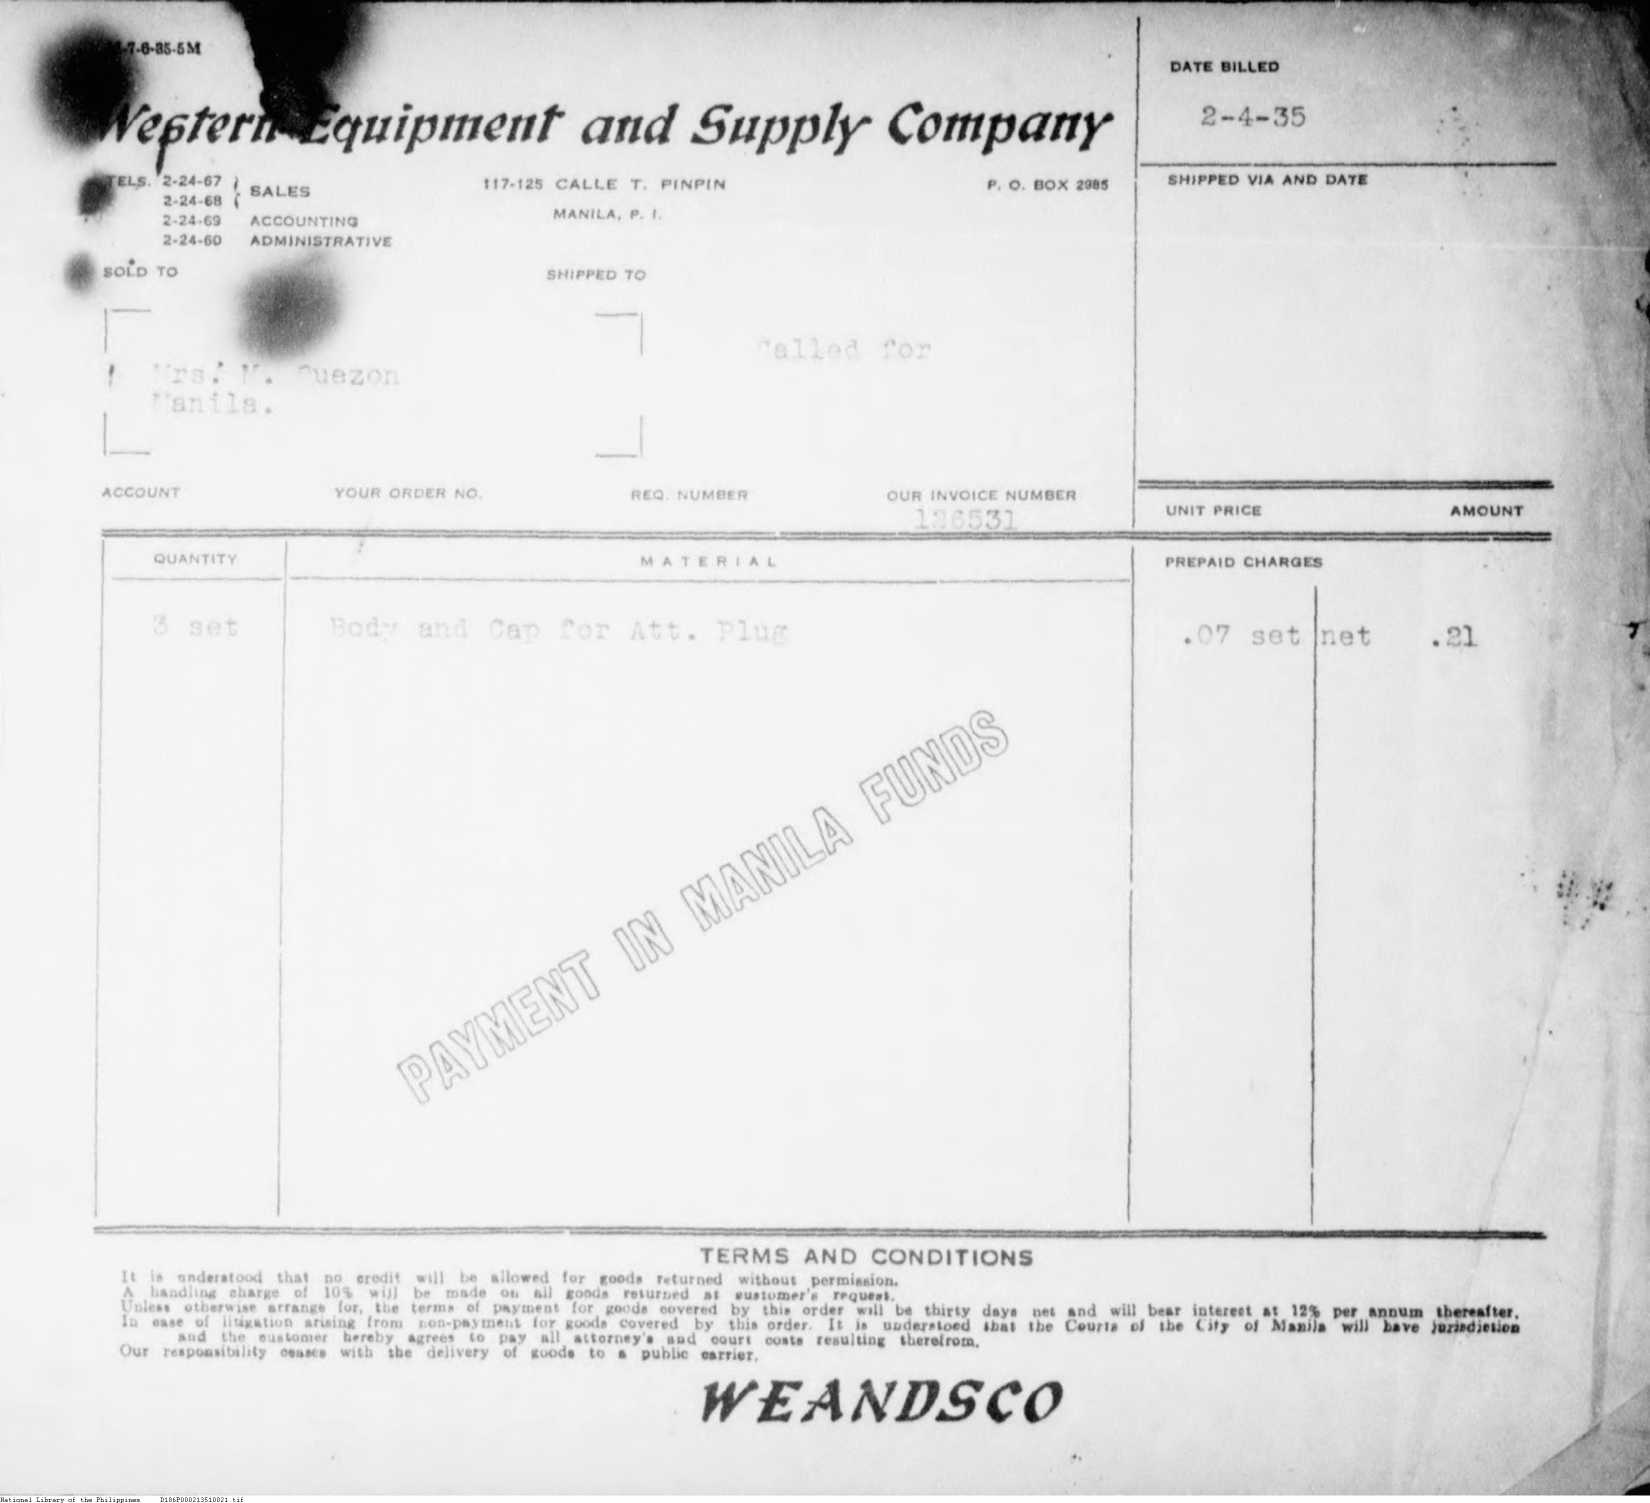 -7-6-35-5M
Western Equipment and Supply Company
TELS. 2-24-67
2-24-68
SALES
2-24-69 ACCOUNTING
2-24-60 ADMINISTRATIVE
117-125 CALLE T. PINPIN
MANILA, P. I.
P. O. BOX 2985
DATE BILLED
2-4-35
SHIPPED VIA AND DATE
SOLD TO
SHIPPED TO
Mrs. M. Quezon
Manila.
Called for
ACCOUNT YOUR ORDER NO. REQ. NUMBER OUR INVOICE NUMBER
126531
UNIT PRICE AMOUNT
QUANTITY MATERIAL PREPAID CHARGES
3 set Body and Cap for Att. Plug .07 set net .21
PAYMENT IN MANILA FUNDS
TERMS AND CONDITIONS
It is understood that no credit will be allowed for goods returned without permission.
A handling charge of 10% will be made on all goods returned at customer's request.
Unless otherwise arrange for, the terms of payment for goods covered by this order will be thirty days net and will bear interest at 12% per annum thereafter.
In case of litigation arising from non-payment for goods covered by this order. It is understood that the Courts of the City of Manila will have jurisdiction
and the customer hereby agrees to pay all attorney's and court costs resulting therefrom.
Our responsibility ceases with the delivery of goods to a public carrier.
WEANDSCO
National Library of the Philippines D186P000213510021.tif